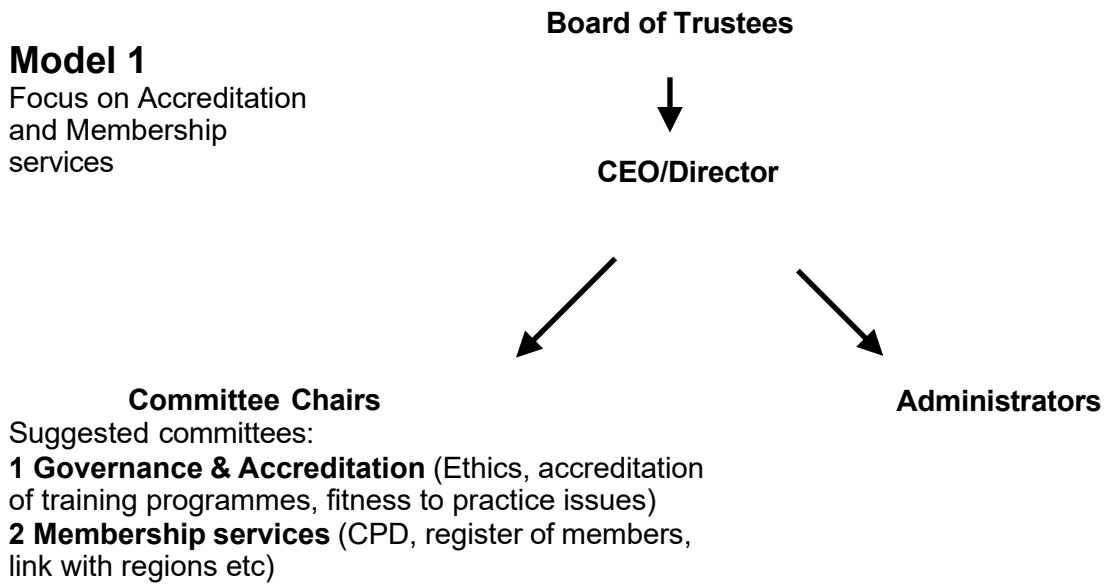 Board of Trustees
Model 1
Focus on Accreditation
and Membership
services
CEO/Director
Committee Chairs
Administrators
Suggested committees:
1 Governance & Accreditation (Ethics, accreditation
of training programmes, fitness to practice issues)
2 Membership services (CPD, register of members,
link with regions etc)